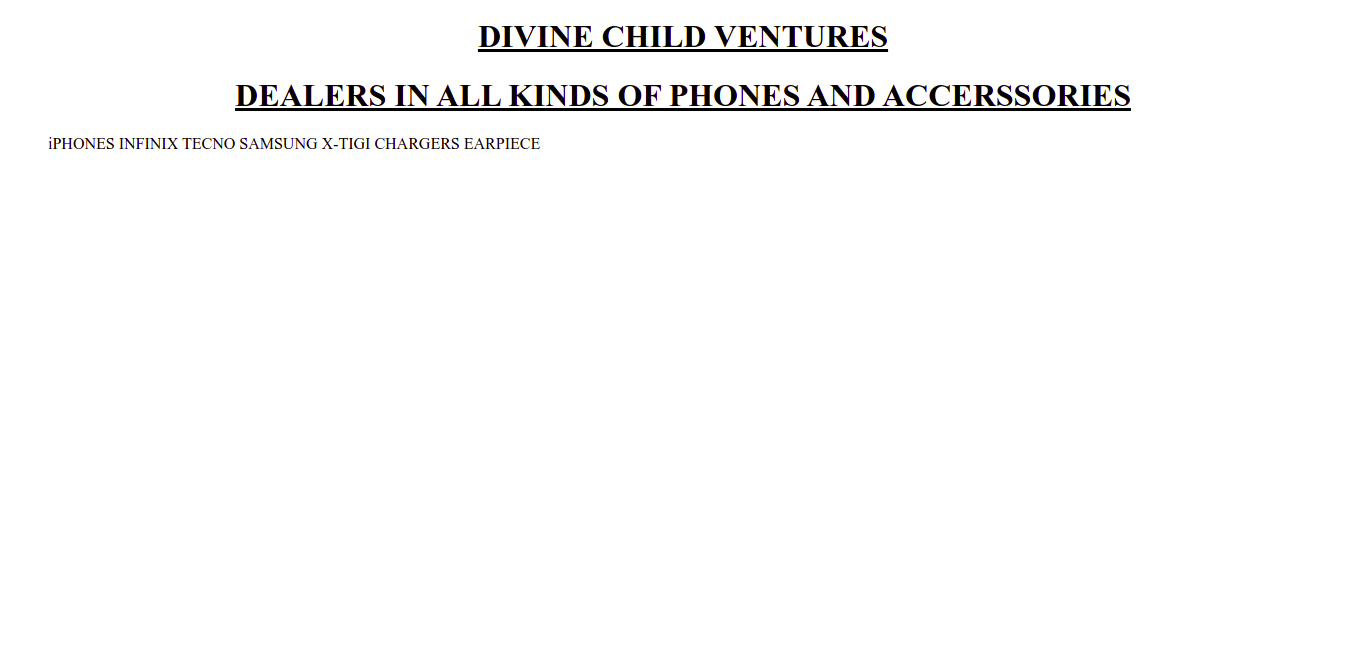 DIVINE CHILD VENTURES
DEALERS IN ALL KINDS OF PHONES AND ACCERSSORIES
iPHONES INFINIX TECNO SAMSUNG X-TIGI CHARGERS EARPIECE